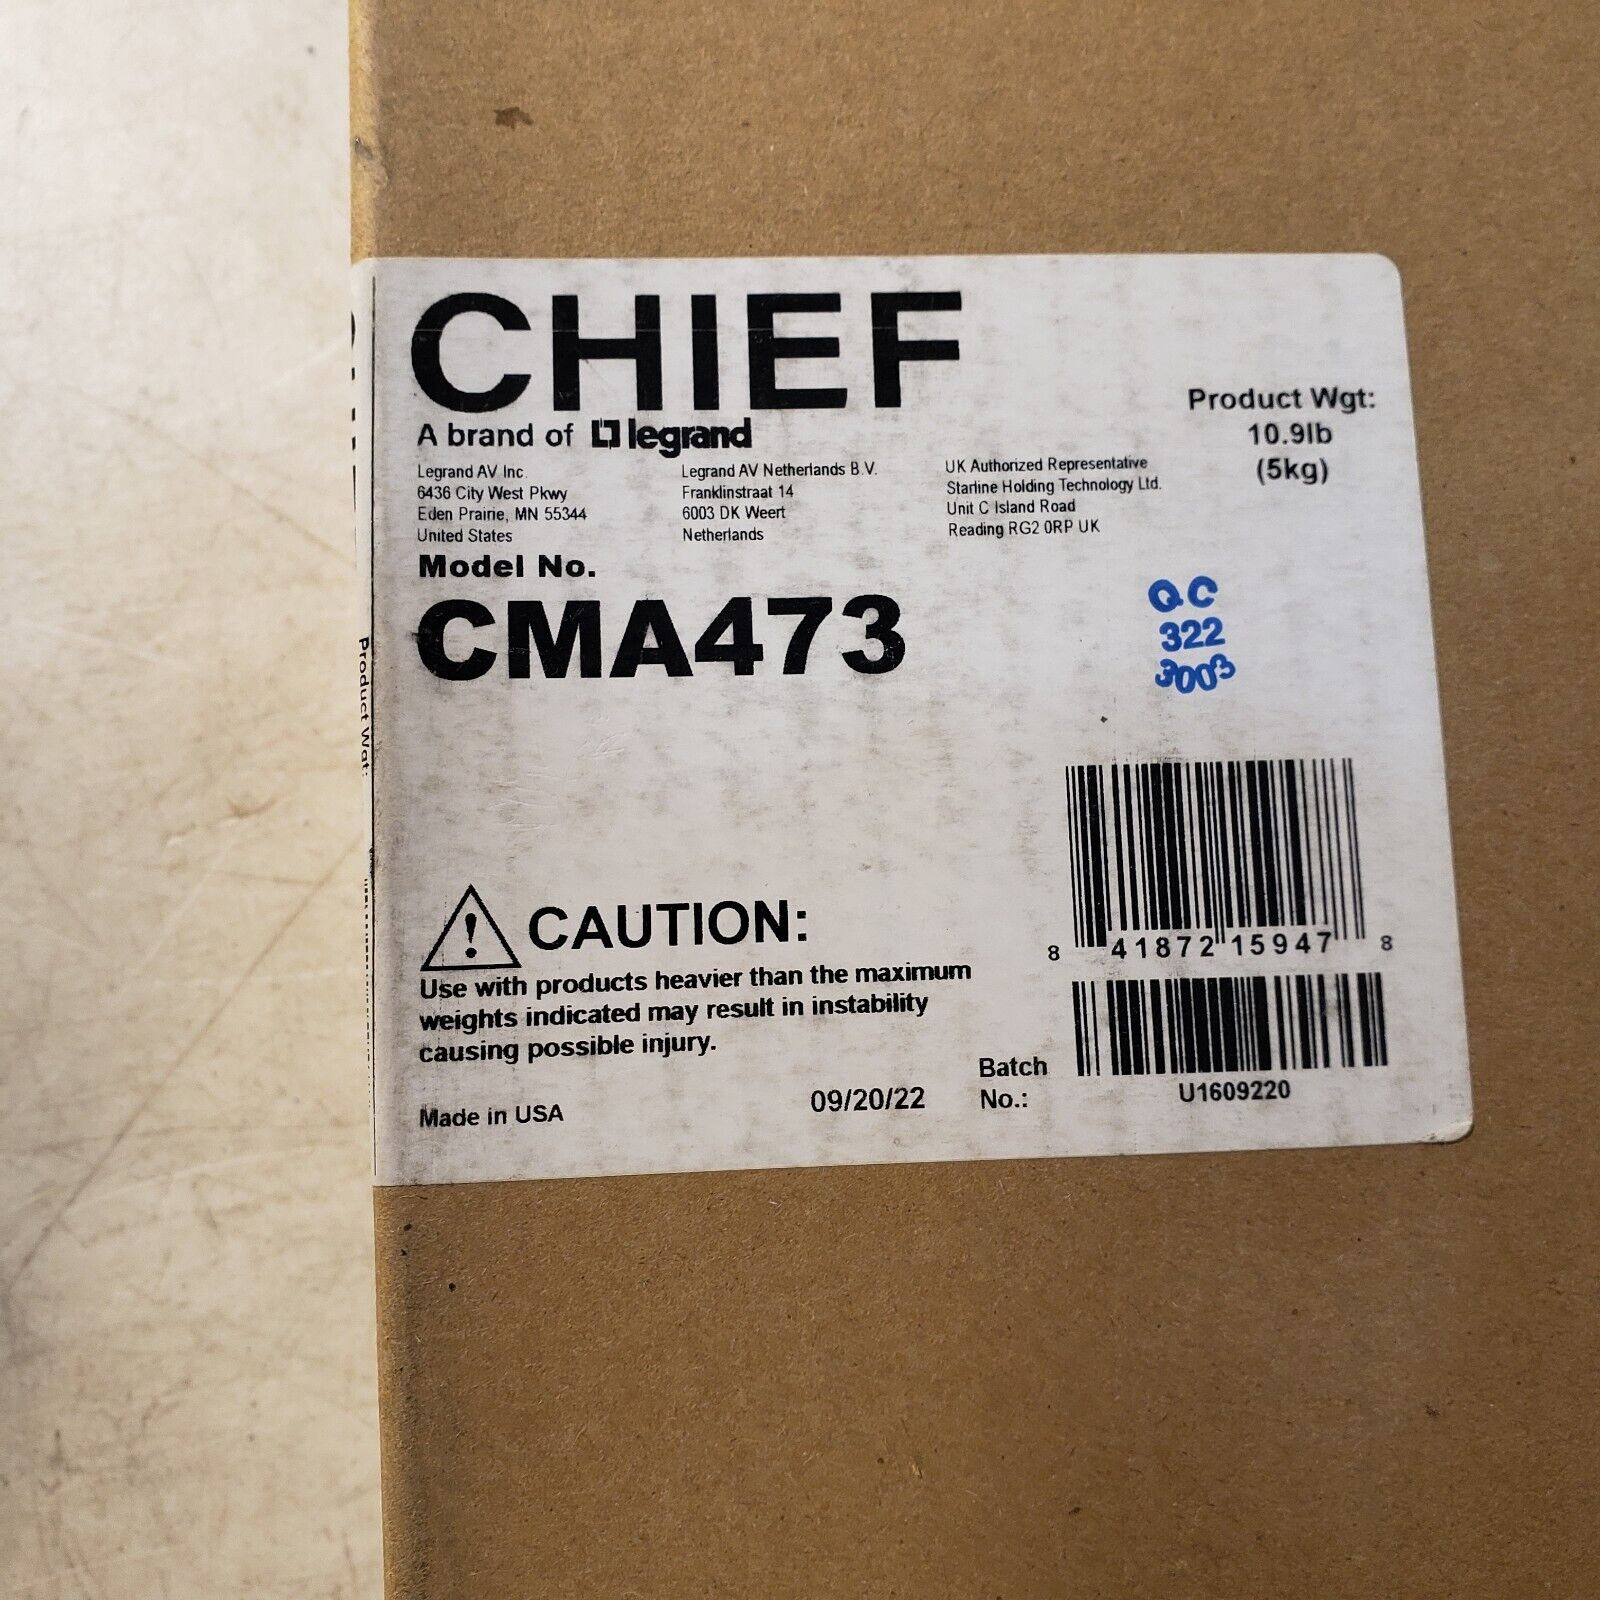 CHIEF
A brand of legrand
Legrand AV Inc.
6436 City West Pkwy
Eden Prairie, MN 55344
United States
Legrand AV Netherlands B.V.
Franklinstraat 14
6003 DK Weert
Netherlands
UK Authorized Representative
Starline Holding Technology Ltd.
Unit C Island Road
Reading RG2 0RP UK
Product Wgt:
10.9lb
(5kg)
Model No.
CMA473
QC
322
3003
8 41872 15947 8
CAUTION:
Use with products heavier than the maximum
weights indicated may result in instability
causing possible injury.
Made in USA
09/20/22
Batch
No.:
U1609220
Product Wgt: